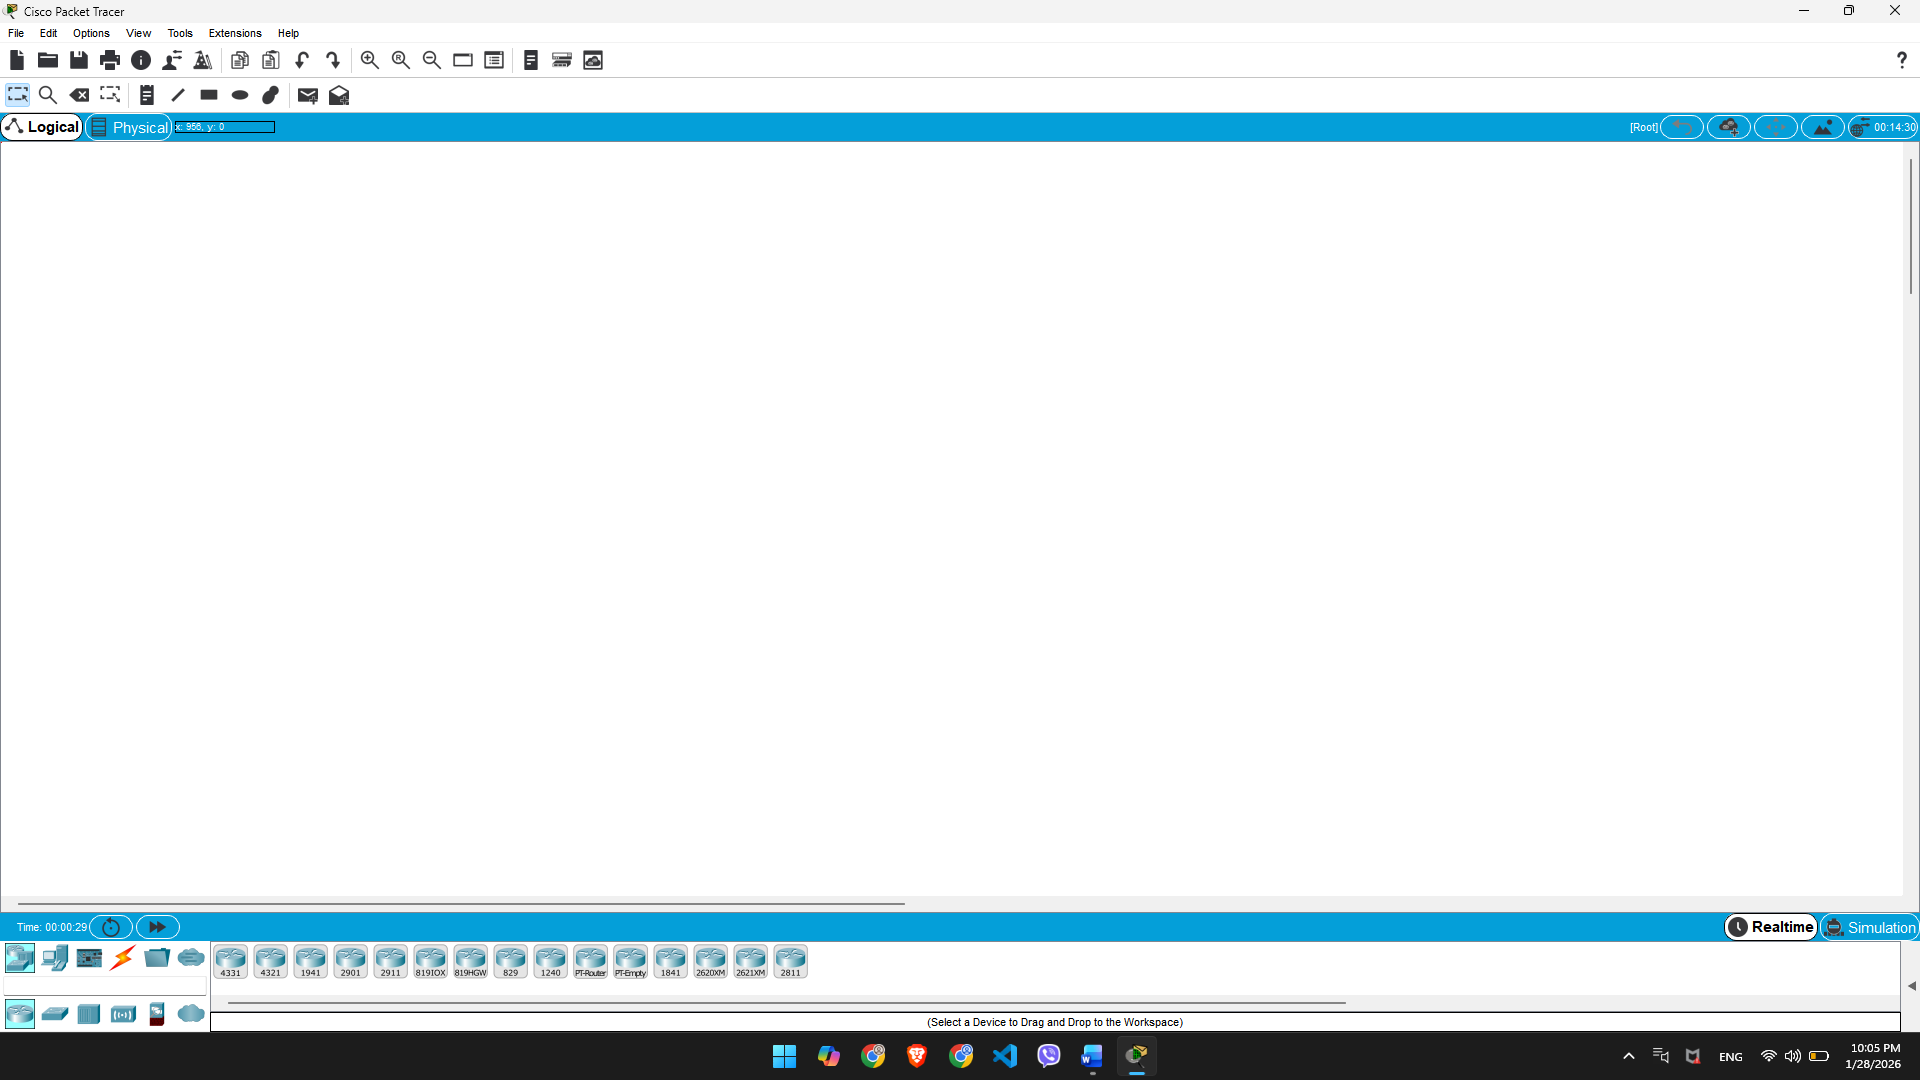 Cisco Packet Tracer
File Edit Options View Tools Extensions Help
?
Logical Physical x: 956, y: 0 [Root] 00:14:30
Time: 00:00:29 Realtime Simulation
4331 4321 1941 2901 2911 819IOX 819HGW 829 1240 PT-Router PT-Empty 1841 2620XM 2621XM 2811
(Select a Device to Drag and Drop to the Workspace)
ENG 10:05 PM
1/28/2026